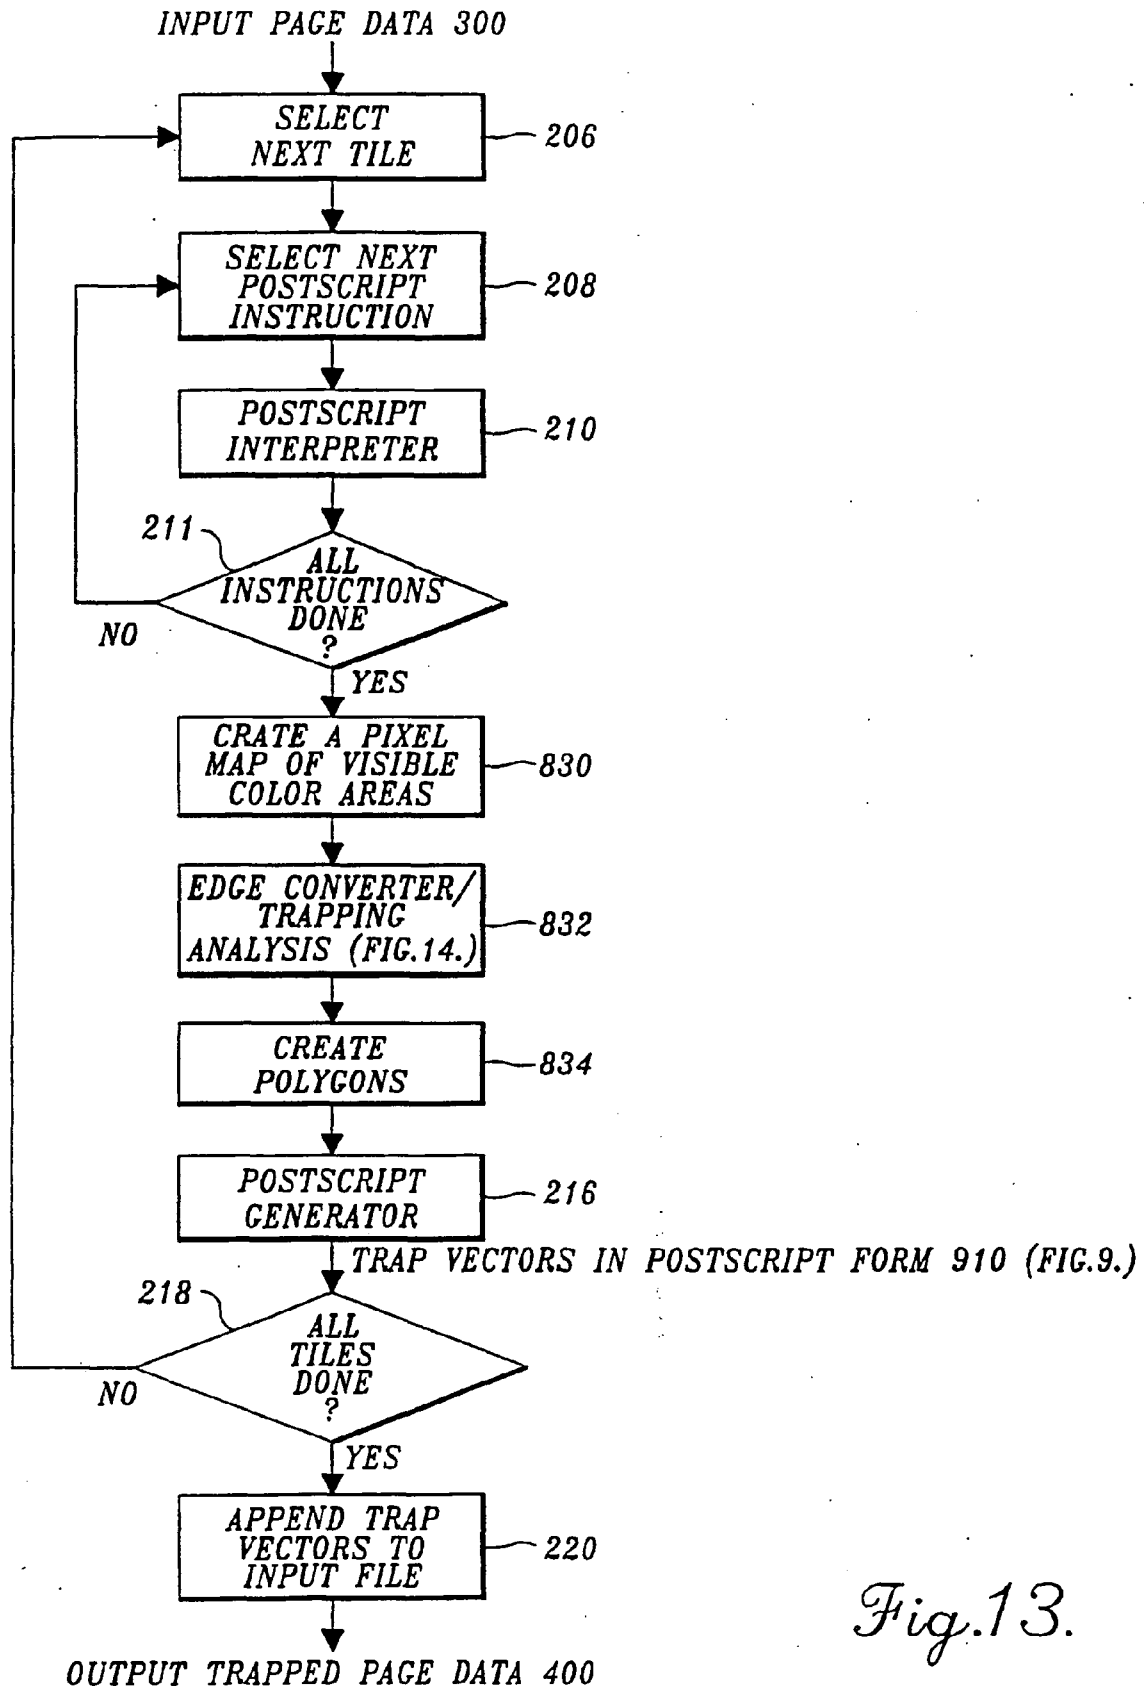 INPUT PAGE DATA 300
SELECT
NEXT TILE
206
SELECT NEXT
POSTSCRIPT
INSTRUCTION
208
POSTSCRIPT
INTERPRETER
210
211
ALL
INSTRUCTIONS
DONE
?
NO
YES
CRATE A PIXEL
MAP OF VISIBLE
COLOR AREAS
830
EDGE CONVERTER/
TRAPPING
ANALYSIS (FIG.14.)
832
CREATE
POLYGONS
834
POSTSCRIPT
GENERATOR
216
TRAP VECTORS IN POSTSCRIPT FORM 910 (FIG.9.)
218
ALL
TILES
DONE
?
NO
YES
APPEND TRAP
VECTORS TO
INPUT FILE
220
OUTPUT TRAPPED PAGE DATA 400
Fig.13.